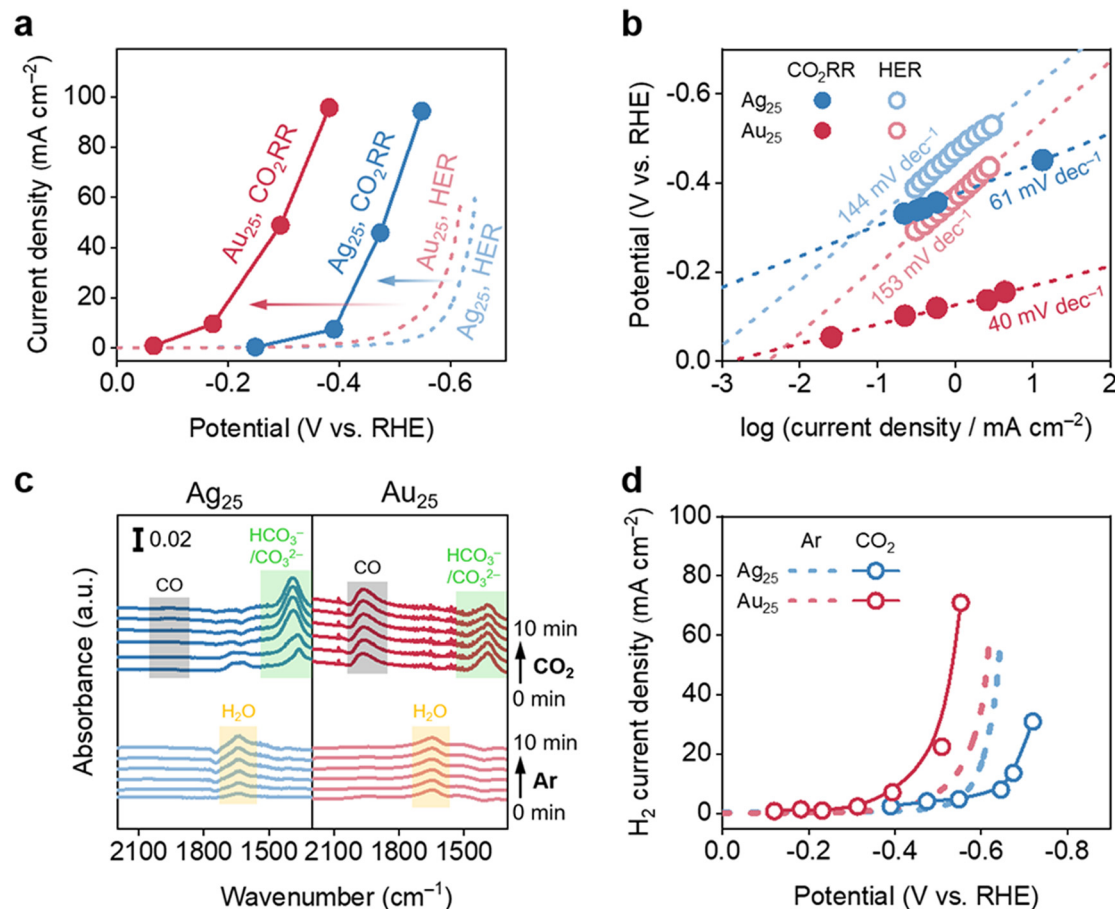 a
Current density (mA cm⁻²)
100
80
60
40
20
0
Au₂₅, CO₂RR
Ag₂₅, CO₂RR
Au₂₅, HER
Ag₂₅, HER
0.0 -0.2 -0.4 -0.6
Potential (V vs. RHE)
b
Potential (V vs. RHE)
-0.6
-0.4
-0.2
0.0
CO₂RR HER
Ag₂₅
Au₂₅
144 mV dec⁻¹
61 mV dec⁻¹
153 mV dec⁻¹
40 mV dec⁻¹
-3 -2 -1 0 1 2
log (current density / mA cm⁻²)
c
Ag₂₅ Au₂₅
Absorbance (a.u.)
0.02
CO
HCO₃⁻
/CO₃²⁻
CO
HCO₃⁻
/CO₃²⁻
10 min
CO₂
0 min
H₂O
H₂O
10 min
Ar
0 min
2100 1800 1500 2100 1800 1500
Wavenumber (cm⁻¹)
d
H₂ current density (mA cm⁻²)
100
80
60
40
20
0
Ar CO₂
Ag₂₅
Au₂₅
0.0 -0.2 -0.4 -0.6 -0.8
Potential (V vs. RHE)